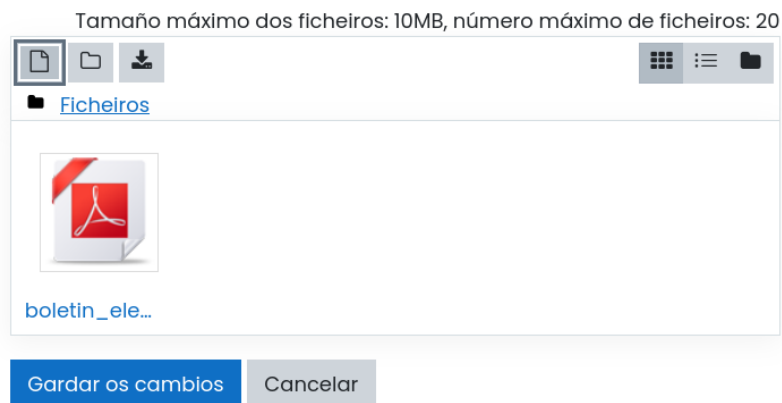 Tamaño máximo dos ficheiros: 10MB, número máximo de ficheiros: 20
Ficheiros
boletin_ele...
Gardar os cambios
Cancelar